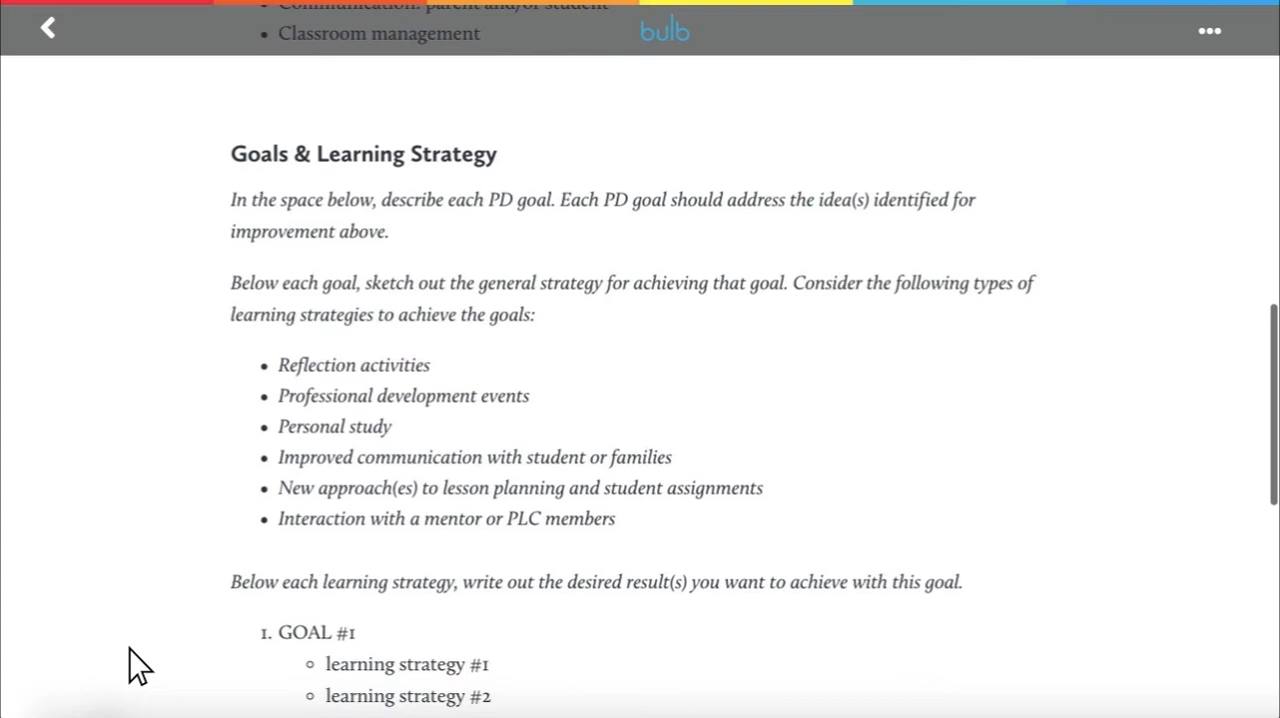 Communication: parent and/or student
• Classroom management
bulb
Goals & Learning Strategy
In the space below, describe each PD goal. Each PD goal should address the idea(s) identified for
improvement above.
Below each goal, sketch out the general strategy for achieving that goal. Consider the following types of
learning strategies to achieve the goals:
• Reflection activities
• Professional development events
• Personal study
• Improved communication with student or families
• New approach(es) to lesson planning and student assignments
• Interaction with a mentor or PLC members
Below each learning strategy, write out the desired result(s) you want to achieve with this goal.
1. GOAL #1
◦ learning strategy #1
◦ learning strategy #2